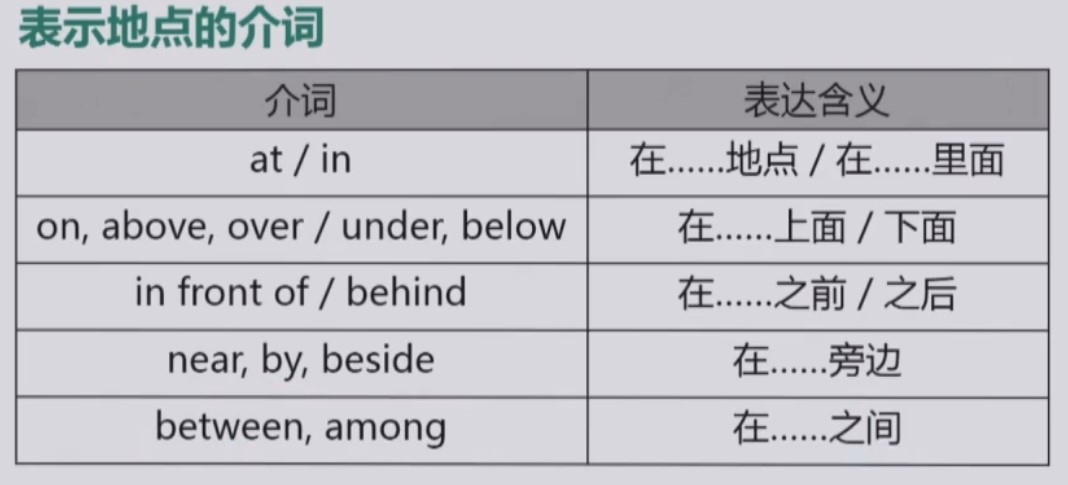 表示地点的介词
介词 表达含义
at / in 在……地点 / 在……里面
on, above, over / under, below 在……上面 / 下面
in front of / behind 在……之前 / 之后
near, by, beside 在……旁边
between, among 在……之间